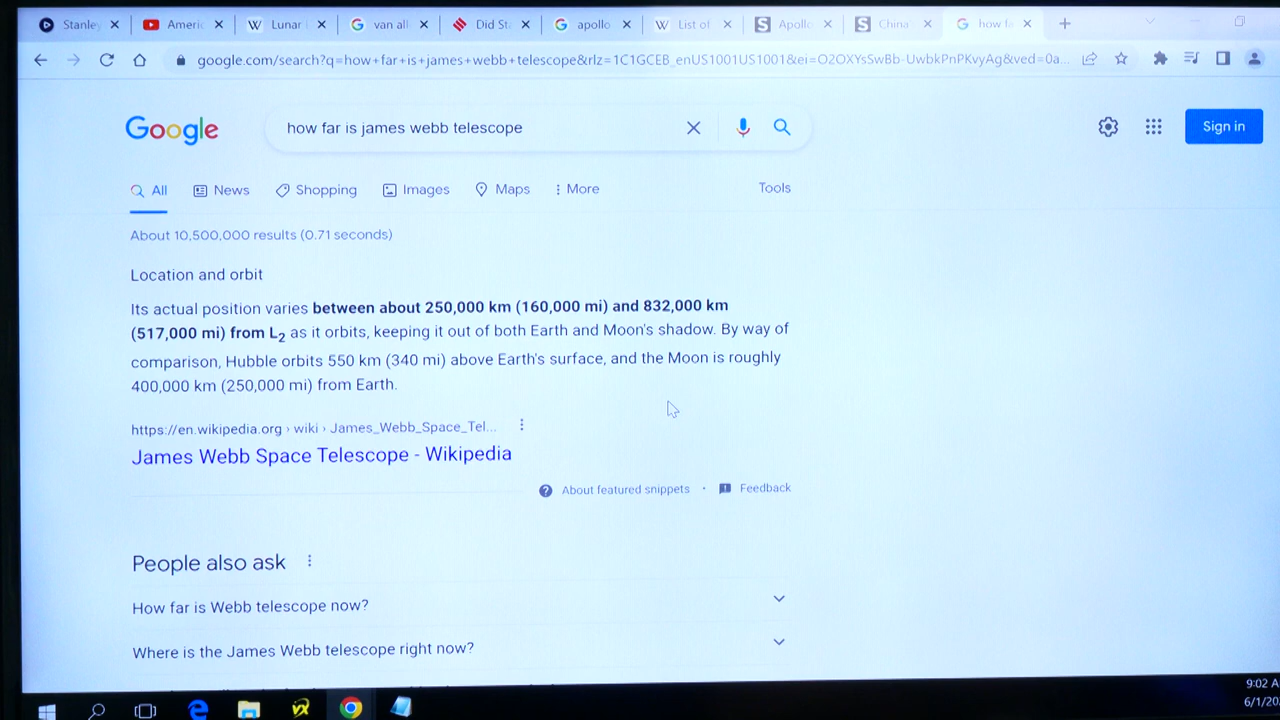 Stanley
Americ
Lunar
van all
Did St
apollo
List of
Apollo
China
how fa
google.com/search?q=how+far+is+james+webb+telescope&rlz=1C1GCEB_enUS1001US1001&ei=O2OXYsSwBb-UwbkPnPKvyAg&ved=0a...
Google
how far is james webb telescope
Sign in
All
News
Shopping
Images
Maps
More
Tools
About 10,500,000 results (0.71 seconds)
Location and orbit
Its actual position varies between about 250,000 km (160,000 mi) and 832,000 km
(517,000 mi) from L2 as it orbits, keeping it out of both Earth and Moon's shadow. By way of
comparison, Hubble orbits 550 km (340 mi) above Earth's surface, and the Moon is roughly
400,000 km (250,000 mi) from Earth.
https://en.wikipedia.org › wiki › James_Webb_Space_Tel...
James Webb Space Telescope - Wikipedia
About featured snippets
Feedback
People also ask
How far is Webb telescope now?
Where is the James Webb telescope right now?
9:02 A
6/1/20